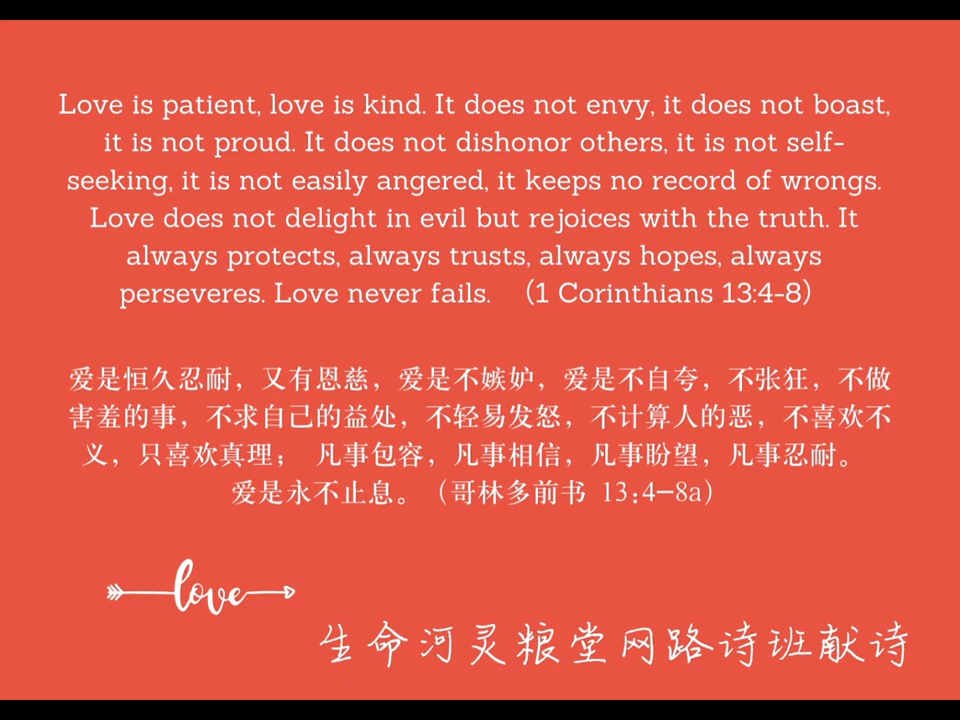 Love is patient, love is kind. It does not envy, it does not boast,
it is not proud. It does not dishonor others, it is not self-
seeking, it is not easily angered, it keeps no record of wrongs.
Love does not delight in evil but rejoices with the truth. It
always protects, always trusts, always hopes, always
perseveres. Love never fails. （1 Corinthians 13:4-8）
爱是恒久忍耐，又有恩慈，爱是不嫉妒，爱是不自夸，不张狂，不做
害羞的事，不求自己的益处，不轻易发怒，不计算人的恶，不喜欢不
义，只喜欢真理； 凡事包容，凡事相信，凡事盼望，凡事忍耐。
爱是永不止息。（哥林多前书 13:4-8a）
love
生命河灵粮堂网路诗班献诗